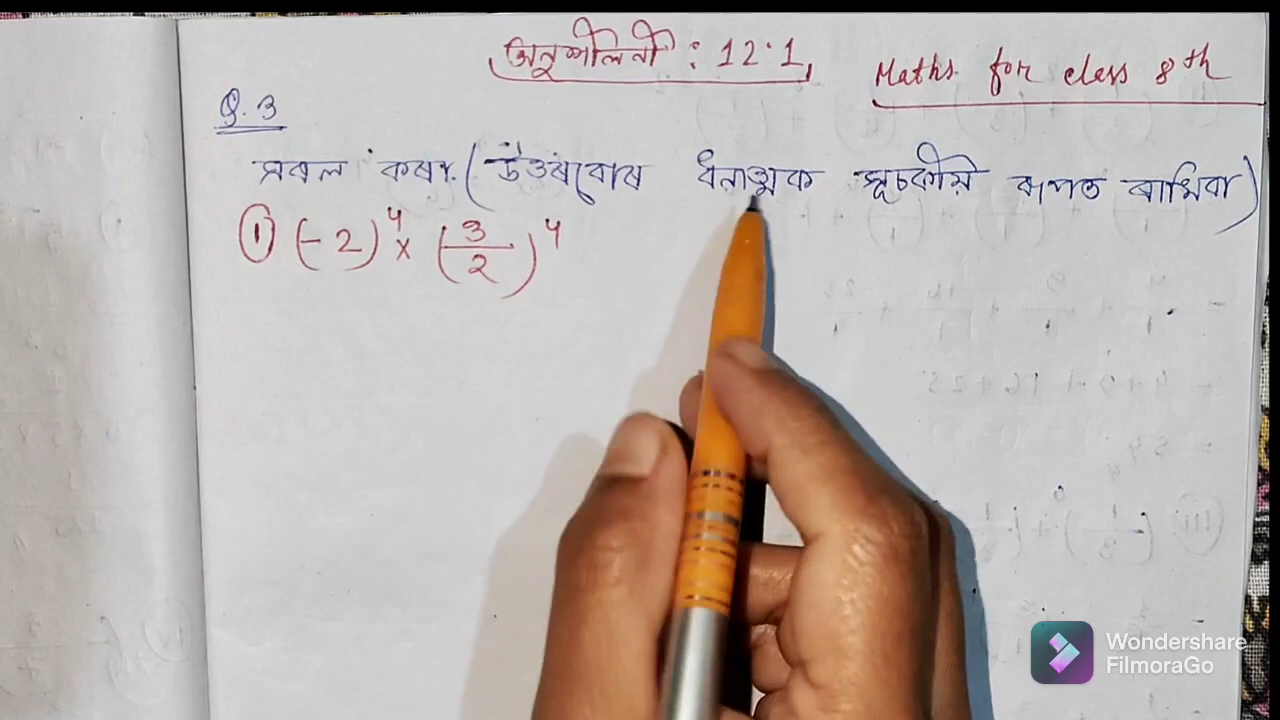 অনুশীলনী : 12.1
Maths for class 8th
Q.3
সৰল কৰা (উত্তৰবোৰ ধনাত্মক সূচকীয় ৰূপত ৰাখিবা)
① (-2)⁴ × (3/2)⁴
Wondershare
FilmoraGo